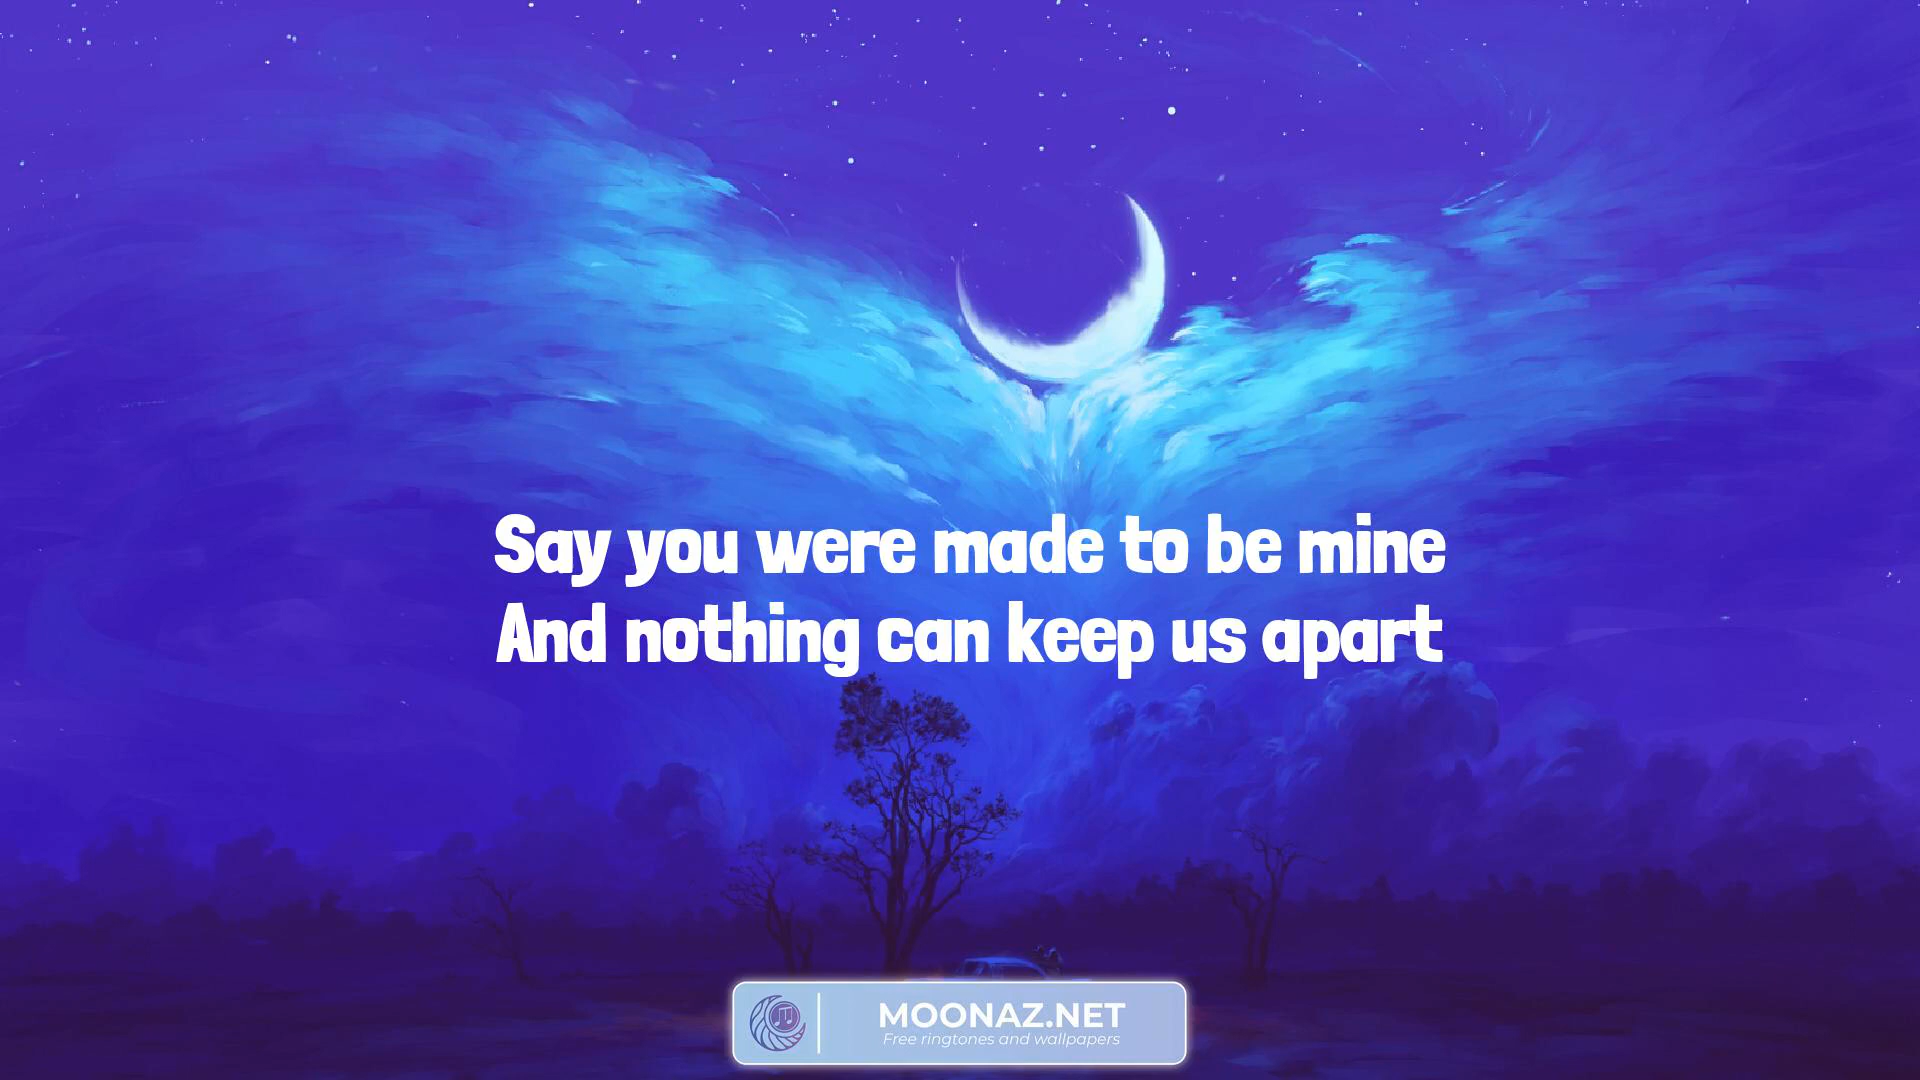 Say you were made to be mine
And nothing can keep us apart
MOONAZ.NET
Free ringtones and wallpapers